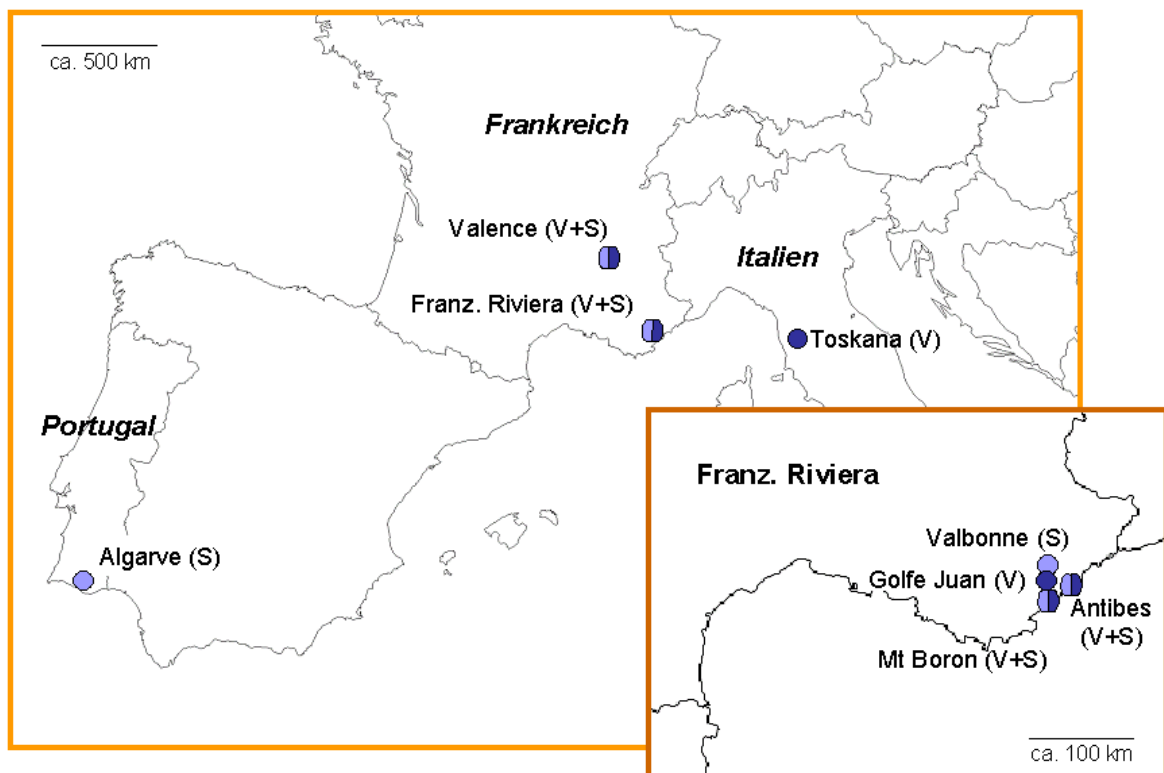 ca. 500 km
Frankreich
Valence (V+S)
Italien
Franz. Riviera (V+S)
Toskana (V)
Portugal
Algarve (S)
Franz. Riviera
Valbonne (S)
Golfe Juan (V)
Antibes
(V+S)
Mt Boron (V+S)
ca. 100 km